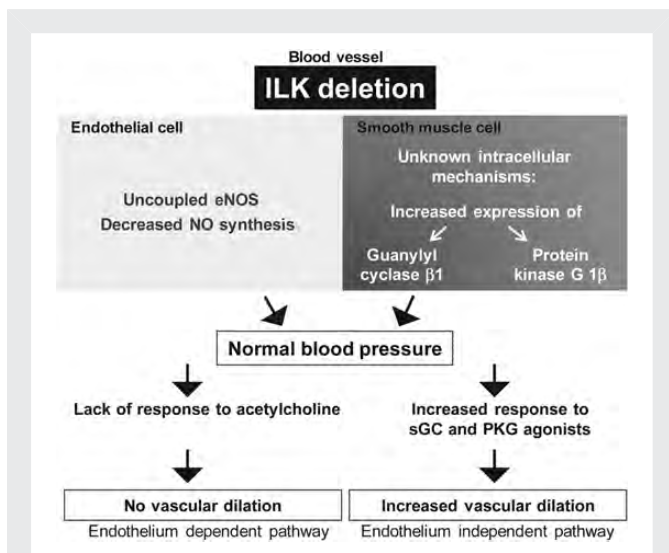 Blood vessel
ILK deletion
Endothelial cell
Uncoupled eNOS
Decreased NO synthesis
Smooth muscle cell
Unknown intracellular
mechanisms:
Increased expression of
Guanylyl
cyclase β1
Protein
kinase G 1β
Normal blood pressure
Lack of response to acetylcholine
Increased response to
sGC and PKG agonists
No vascular dilation
Endothelium dependent pathway
Increased vascular dilation
Endothelium independent pathway